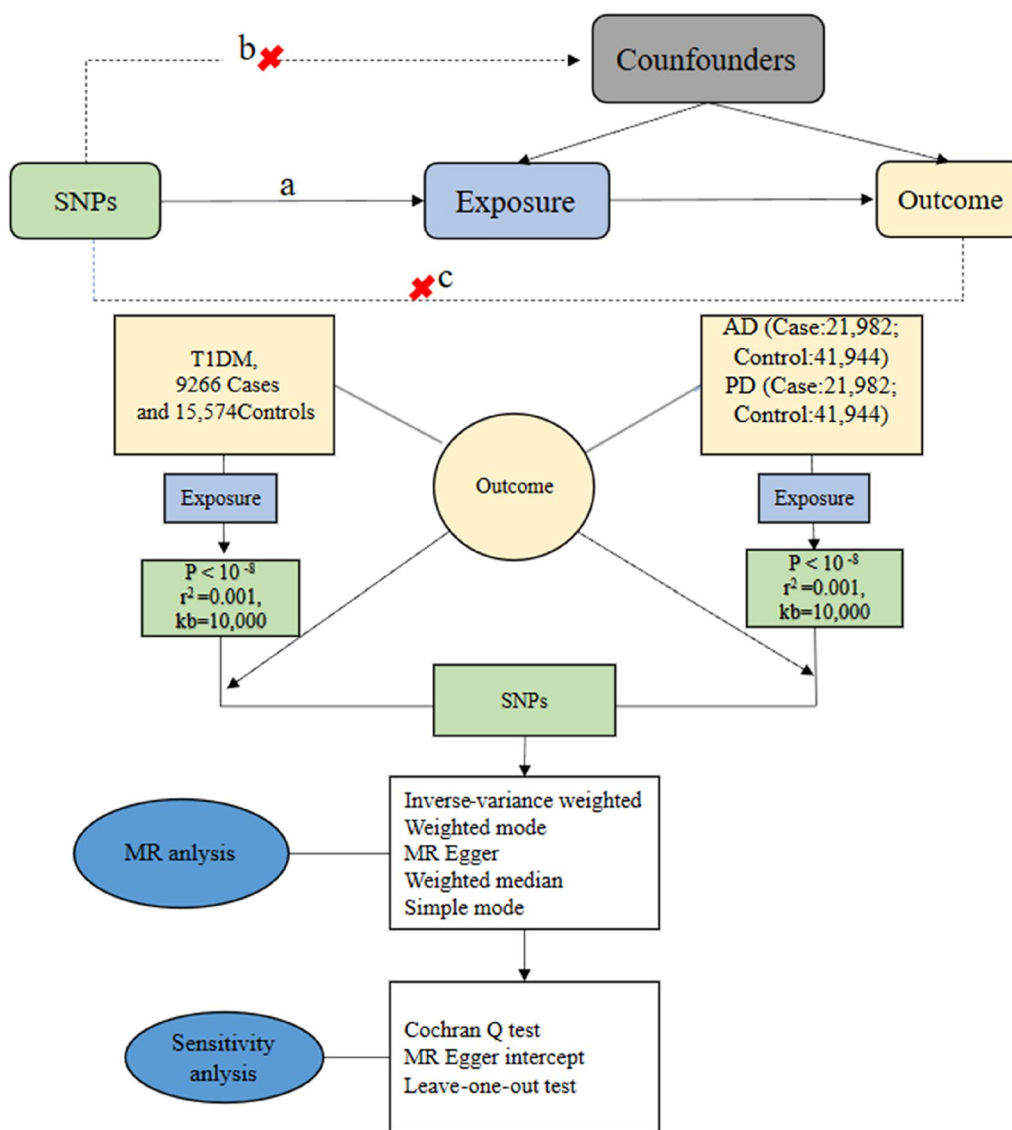 b
Counfounders
SNPs
a
Exposure
Outcome
c
T1DM,
9266 Cases
and 15,574Controls
AD (Case:21,982;
Control:41,944)
PD (Case:21,982;
Control:41,944)
Outcome
Exposure
Exposure
P < 10 -8
r2 =0.001,
kb=10,000
P < 10 -8
r2 =0.001,
kb=10,000
SNPs
MR anlysis
Inverse-variance weighted
Weighted mode
MR Egger
Weighted median
Simple mode
Sensitivity
anlysis
Cochran Q test
MR Egger intercept
Leave-one-out test